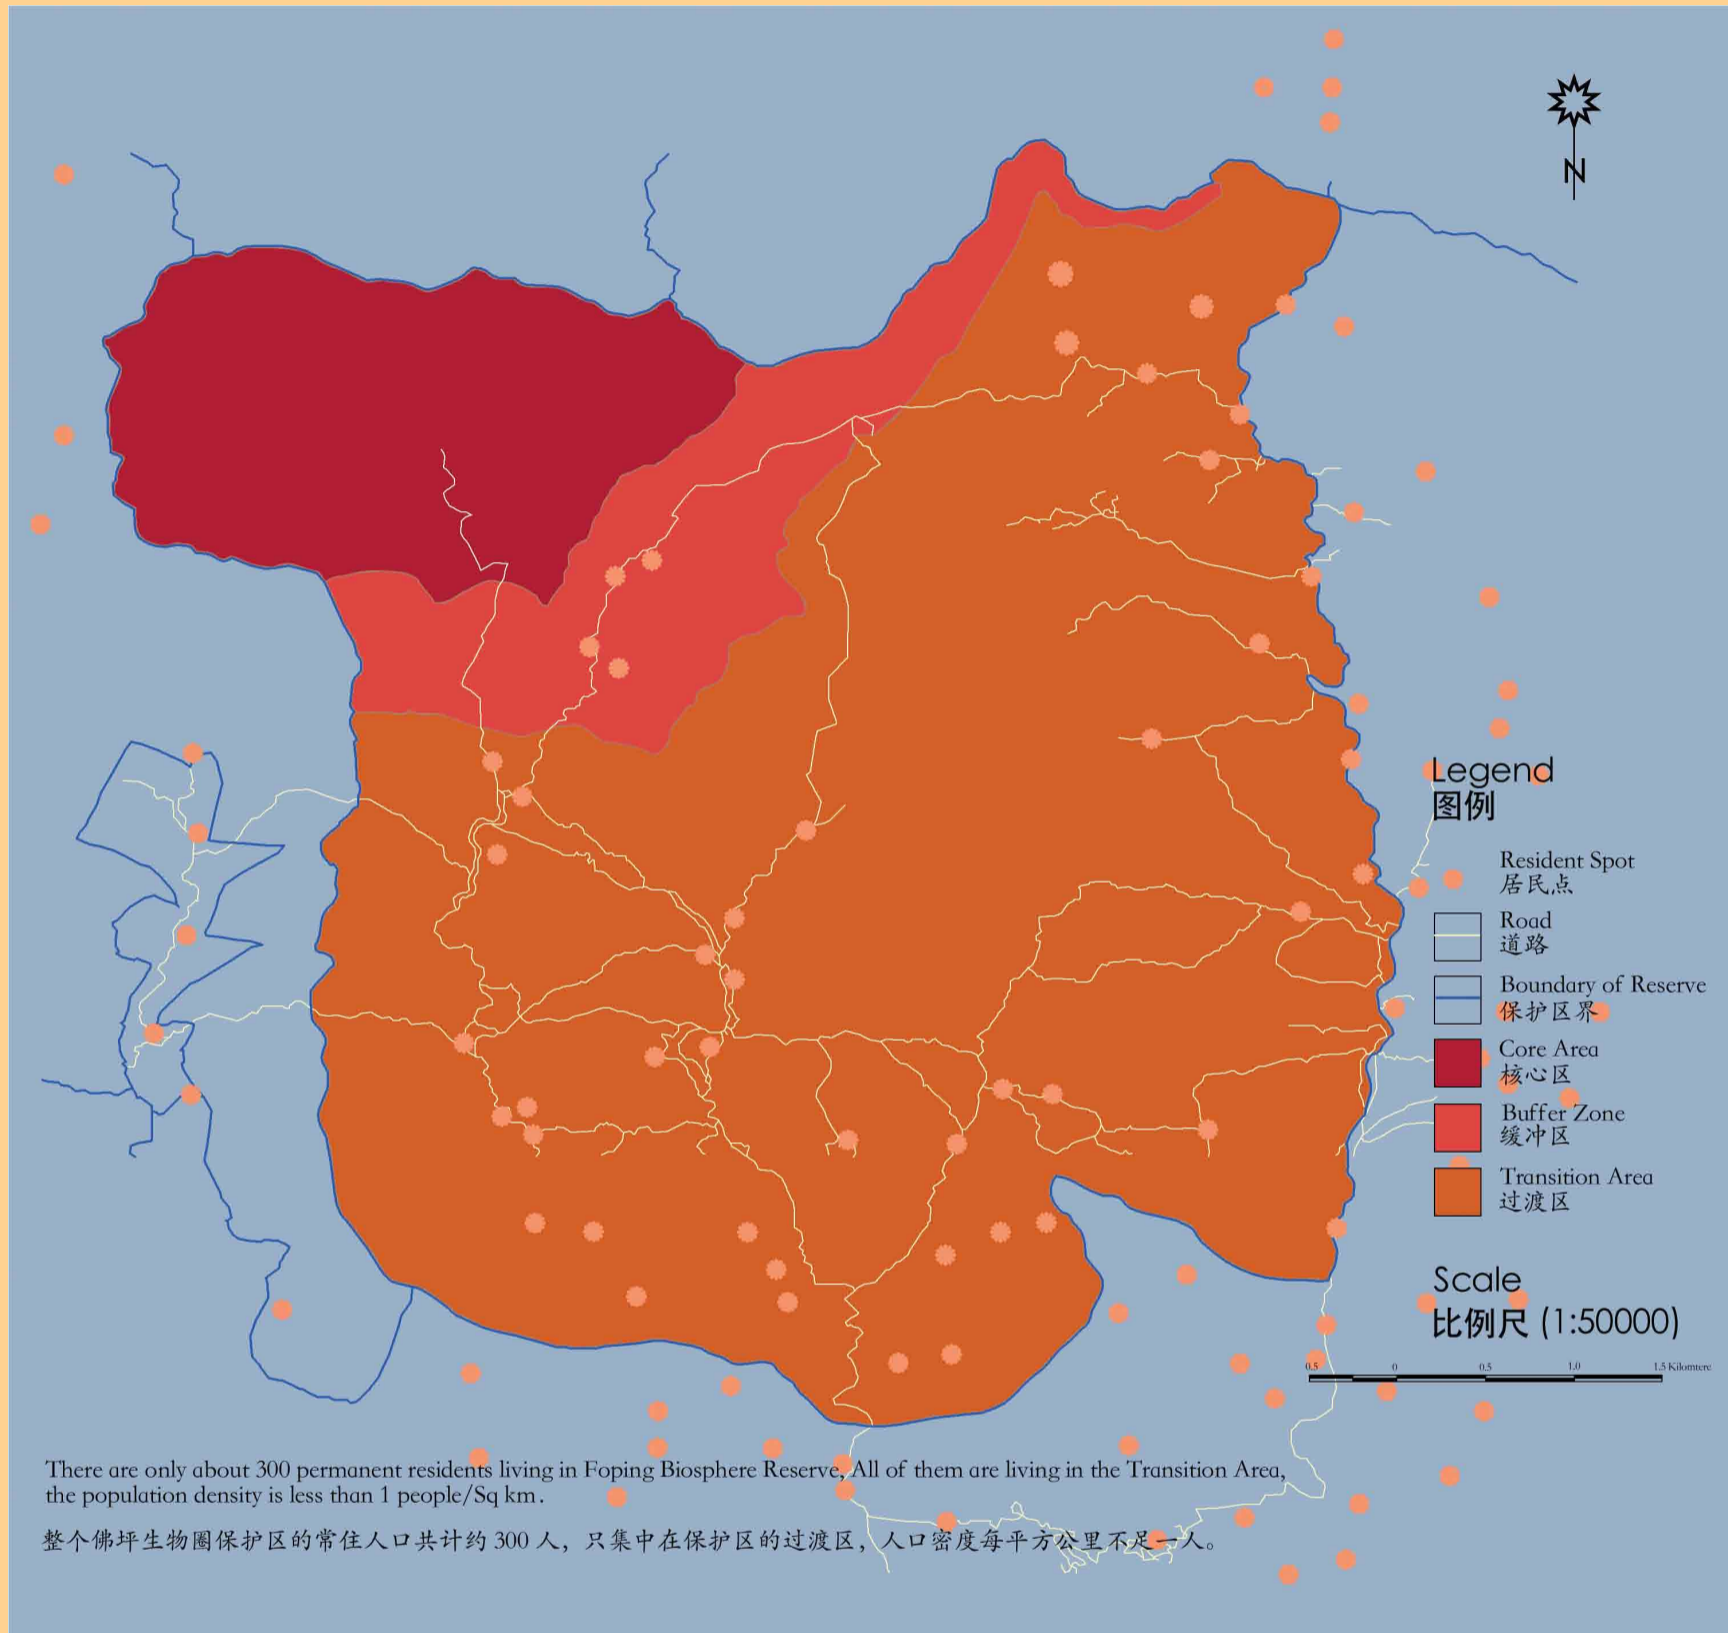 N
Legend
图例
Resident Spot
居民点
Road
道路
Boundary of Reserve
保护区界
Core Area
核心区
Buffer Zone
缓冲区
Transition Area
过渡区
Scale
比例尺 (1:50000)
0.5 0 0.5 1.0 1.5 Kilomtere
There are only about 300 permanent residents living in Foping Biosphere Reserve, All of them are living in the Transition Area,
the population density is less than 1 people/Sq km.
整个佛坪生物圈保护区的常住人口共计约 300 人，只集中在保护区的过渡区，人口密度每平方公里不足一人。